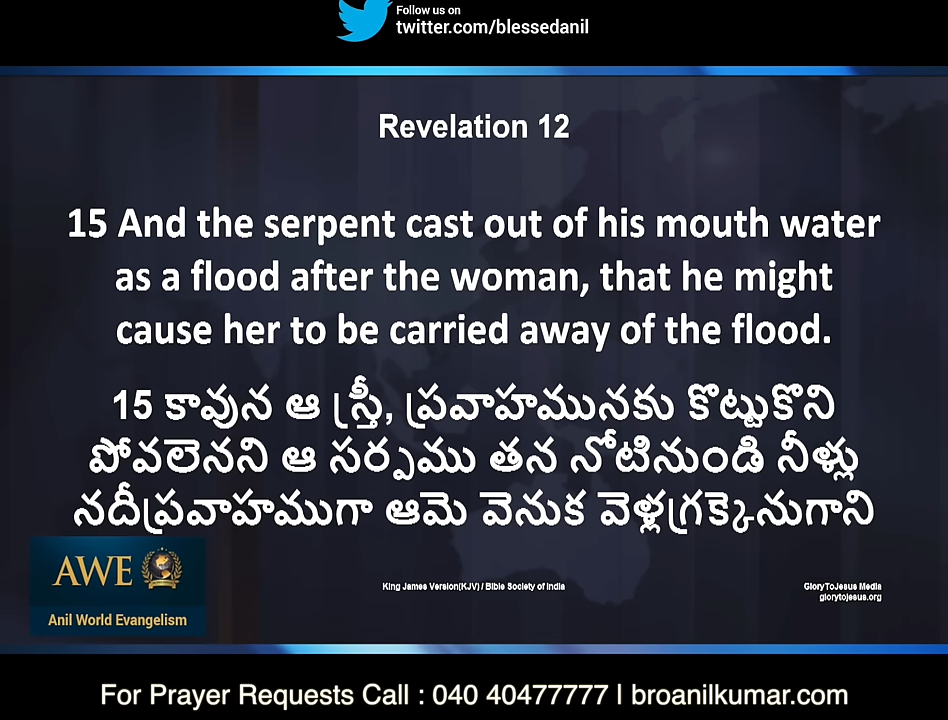 Follow us on
twitter.com/blessedanil
Revelation 12
15 And the serpent cast out of his mouth water
as a flood after the woman, that he might
cause her to be carried away of the flood.
15 కావున ఆ స్త్రీ, ప్రవాహమునకు కొట్టుకొని
పోవలెనని ఆ సర్పము తన నోటినుండి నీళ్లు
నదీప్రవాహముగా ఆమె వెనుక వెళ్లగ్రక్కెనుగాని
AWE
Anil World Evangelism
King James Version(KJV) / Bible Society of India
GloryToJesus Media
glorytojesus.org
For Prayer Requests Call : 040 40477777 | broanilkumar.com